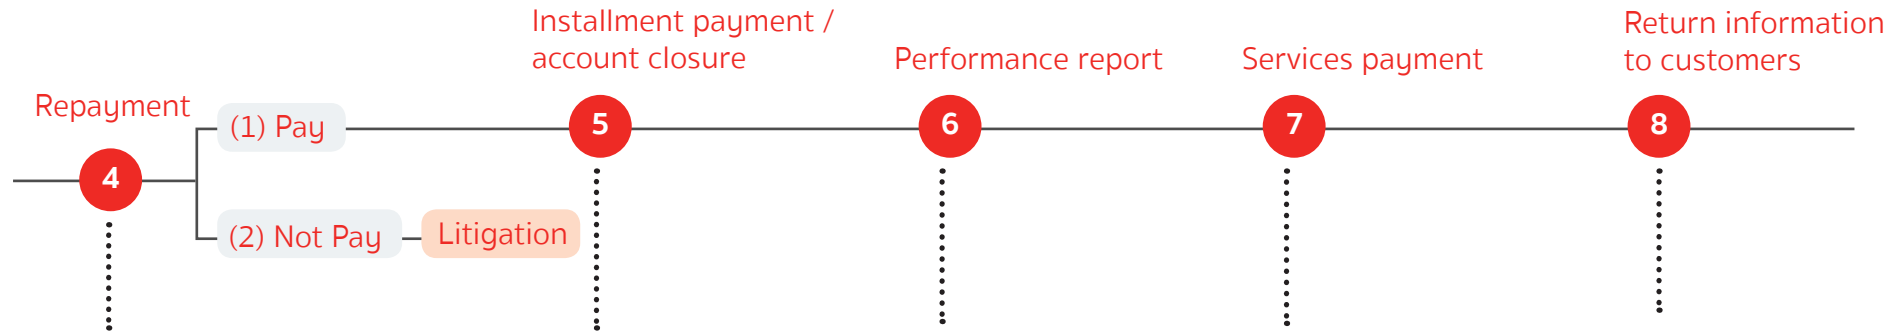 Repayment
4
(1) Pay
(2) Not Pay
Litigation
Installment payment /
account closure
5
Performance report
6
Services payment
7
Return information
to customers
8